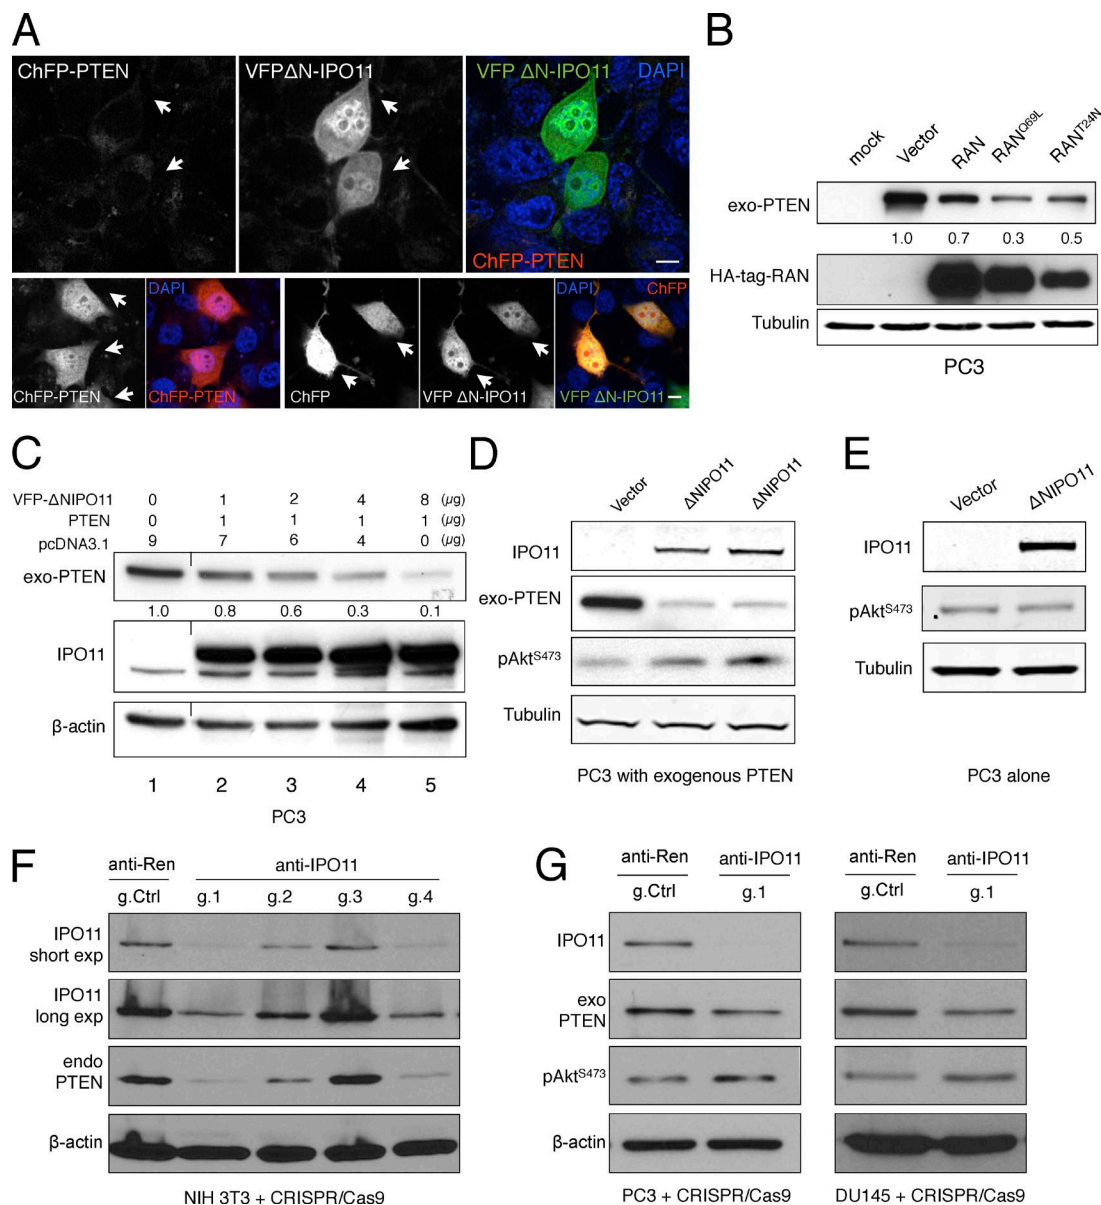 A
ChFP-PTEN
VFPΔN-IPO11
VFP ΔN-IPO11
DAPI
ChFP-PTEN
ChFP-PTEN
DAPI
ChFP-PTEN
ChFP
VFP ΔN-IPO11
DAPI
ChFP
VFP ΔN-IPO11
B
mock
Vector
RAN
RANQ69L
RANT24N
exo-PTEN
1.0 0.7 0.3 0.5
HA-tag-RAN
Tubulin
PC3
C
VFP-ΔNIPO11 0 1 2 4 8 (µg)
PTEN 0 1 1 1 1 (µg)
pcDNA3.1 9 7 6 4 0 (µg)
exo-PTEN
1.0 0.8 0.6 0.3 0.1
IPO11
β-actin
1 2 3 4 5
PC3
D
Vector
ΔNIPO11
ΔNIPO11
IPO11
exo-PTEN
pAktS473
Tubulin
PC3 with exogenous PTEN
E
Vector
ΔNIPO11
IPO11
pAktS473
Tubulin
PC3 alone
F
anti-Ren anti-IPO11
g.Ctrl g.1 g.2 g.3 g.4
IPO11
short exp
IPO11
long exp
endo
PTEN
β-actin
NIH 3T3 + CRISPR/Cas9
G
anti-Ren anti-IPO11
g.Ctrl g.1
anti-Ren anti-IPO11
g.Ctrl g.1
IPO11
exo
PTEN
pAktS473
β-actin
PC3 + CRISPR/Cas9
DU145 + CRISPR/Cas9